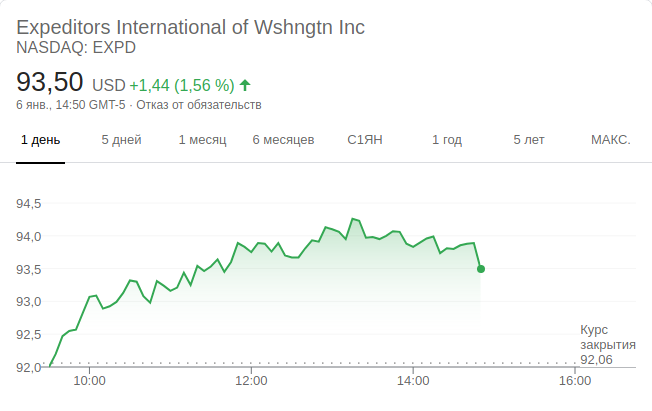 Expeditors International of Wshngtn Inc
NASDAQ: EXPD
93,50 USD +1,44 (1,56 %)
6 янв., 14:50 GMT-5 · Отказ от обязательств
1 день 5 дней 1 месяц 6 месяцев С1ЯН 1 год 5 лет МАКС.
94,5
94,0
93,5
93,0
92,5
92,0
Курс
закрытия
92,06
10:00 12:00 14:00 16:00